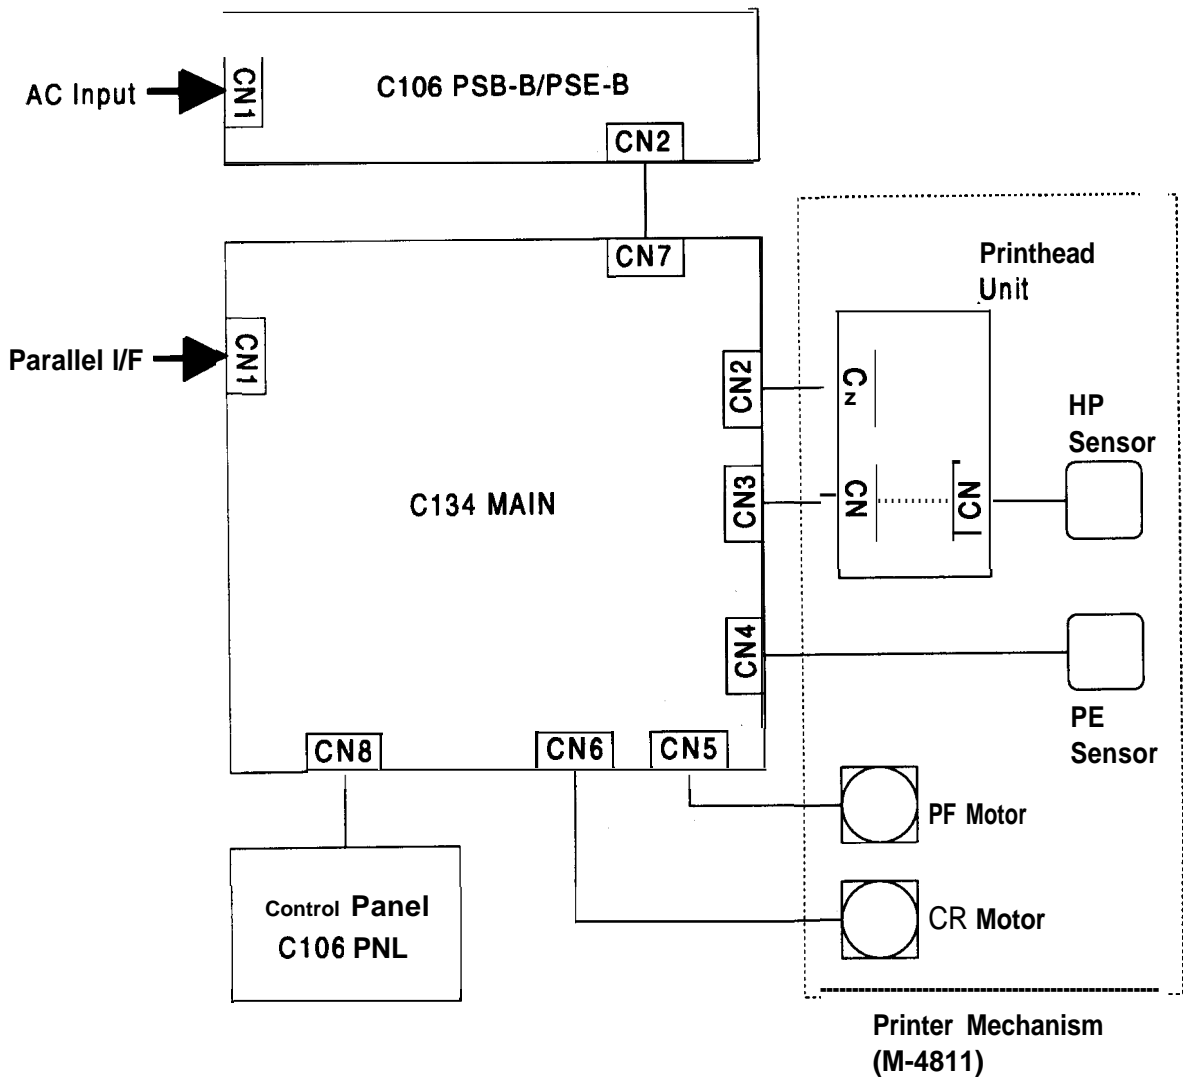 AC Input
CN1
C106 PSB-B/PSE-B
CN2
CN7
Parallel I/F
CN1
C134 MAIN
CN2
CN3
CN4
CN8
CN6
CN5
Control Panel
C106 PNL
Printhead
Unit
CN
CN
CN
HP
Sensor
PE
Sensor
PF Motor
CR Motor
Printer Mechanism
(M-4811)